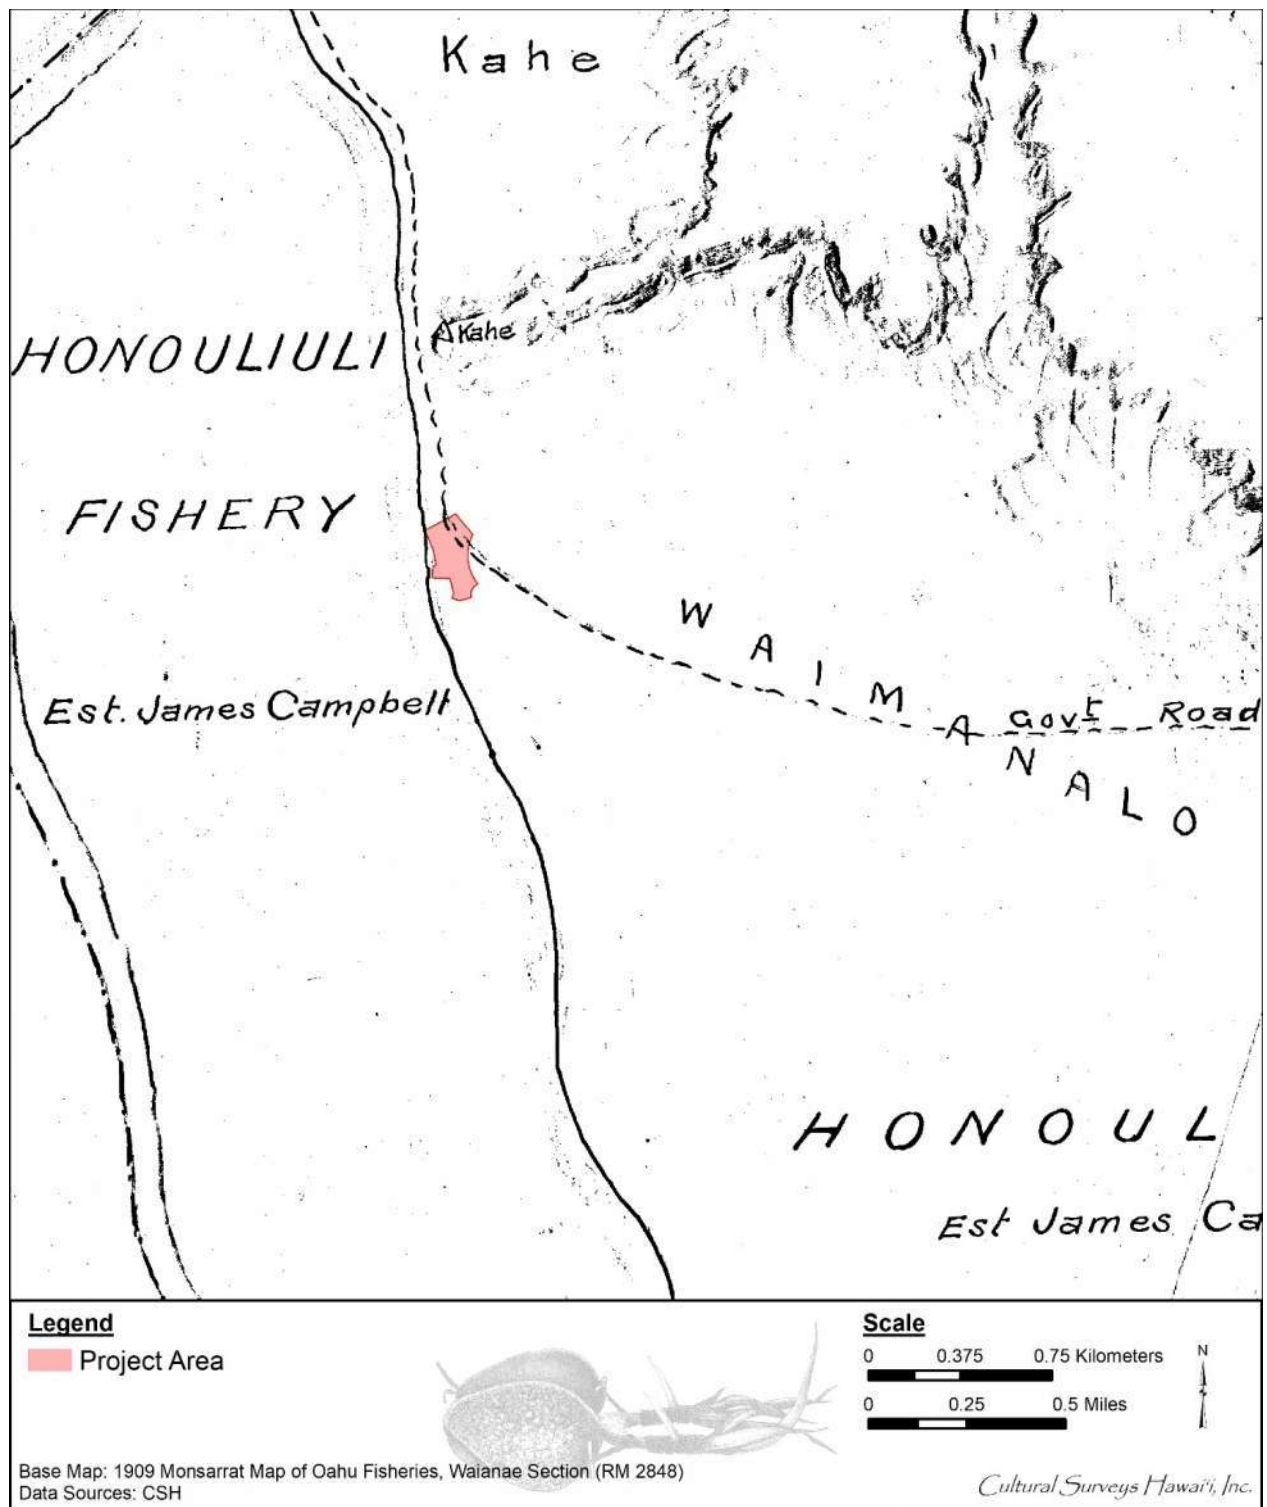 Kahe
HONOULIULI
Kahe
FISHERY
WAIMANALO
Est. James Campbell
Govt Road
HONOUL
Est James Ca
Legend
Project Area
Scale
0 0.375 0.75 Kilometers
0 0.25 0.5 Miles
N
Base Map: 1909 Monsarrat Map of Oahu Fisheries, Waianae Section (RM 2848)
Data Sources: CSH
Cultural Surveys Hawaiʻi, Inc.